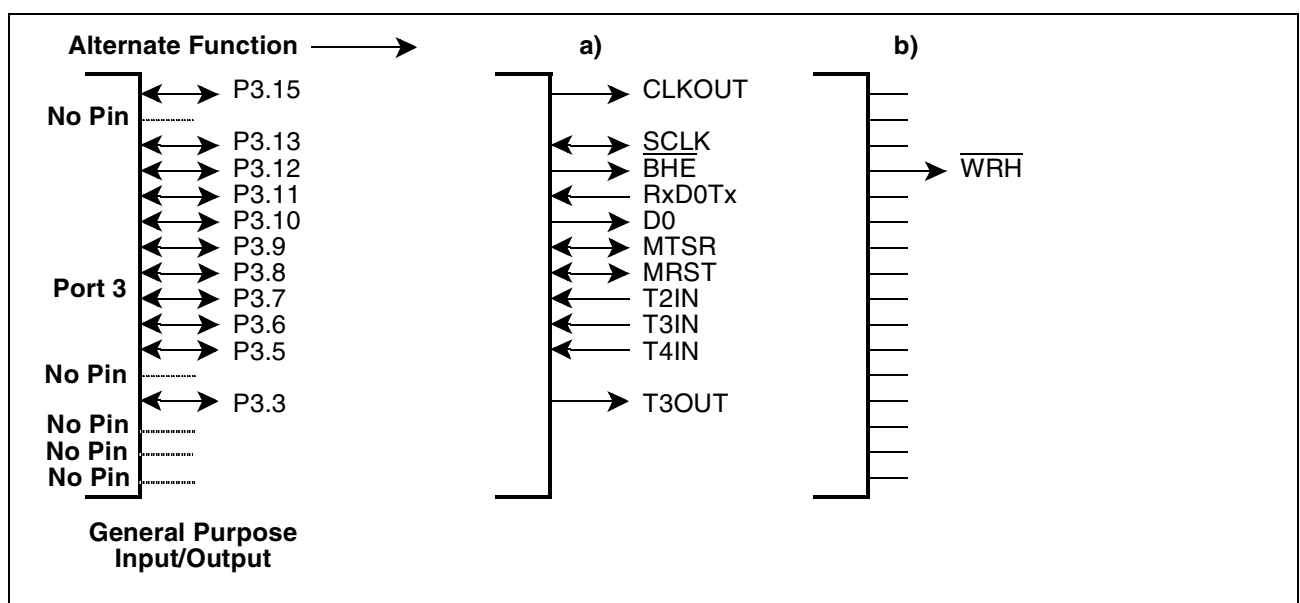 Alternate Function a) b)
P3.15 CLKOUT
No Pin
P3.13 SCLK
P3.12 BHE WRH
P3.11 RxD0Tx
P3.10 D0
P3.9 MTSR
P3.8 MRST
Port 3 P3.7 T2IN
P3.6 T3IN
P3.5 T4IN
No Pin
P3.3 T3OUT
No Pin
No Pin
No Pin
General Purpose
Input/Output